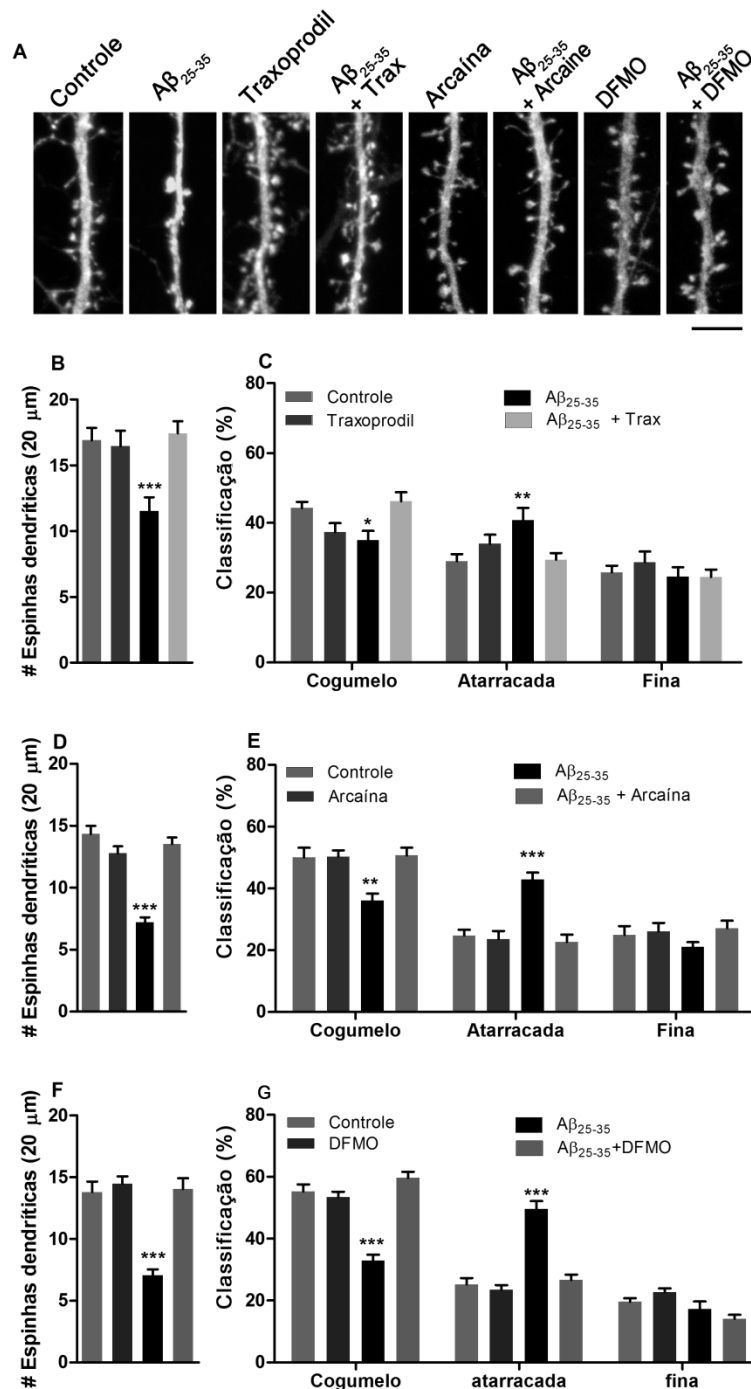 A
Controle
Aβ25-35
Traxoprodil
Aβ25-35
+ Trax
Arcaína
Aβ25-35
+ Arcaine
DFMO
Aβ25-35
+ DFMO
B
# Espinhas dendríticas (20 μm)
20
15
10
5
0
***
C
Classificação (%)
80
60
40
20
0
Controle
Traxoprodil
Aβ25-35
Aβ25-35 + Trax
*
**
Cogumelo
Atarracada
Fina
D
# Espinhas dendríticas (20 μm)
20
15
10
5
0
***
E
Classificação (%)
80
60
40
20
0
Controle
Arcaína
Aβ25-35
Aβ25-35 + Arcaína
**
***
Cogumelo
Atarracada
Fina
F
# Espinhas dendríticas (20 μm)
20
15
10
5
0
***
G
Classificação (%)
80
60
40
20
0
Controle
DFMO
Aβ25-35
Aβ25-35+DFMO
***
***
Cogumelo
atarracada
fina